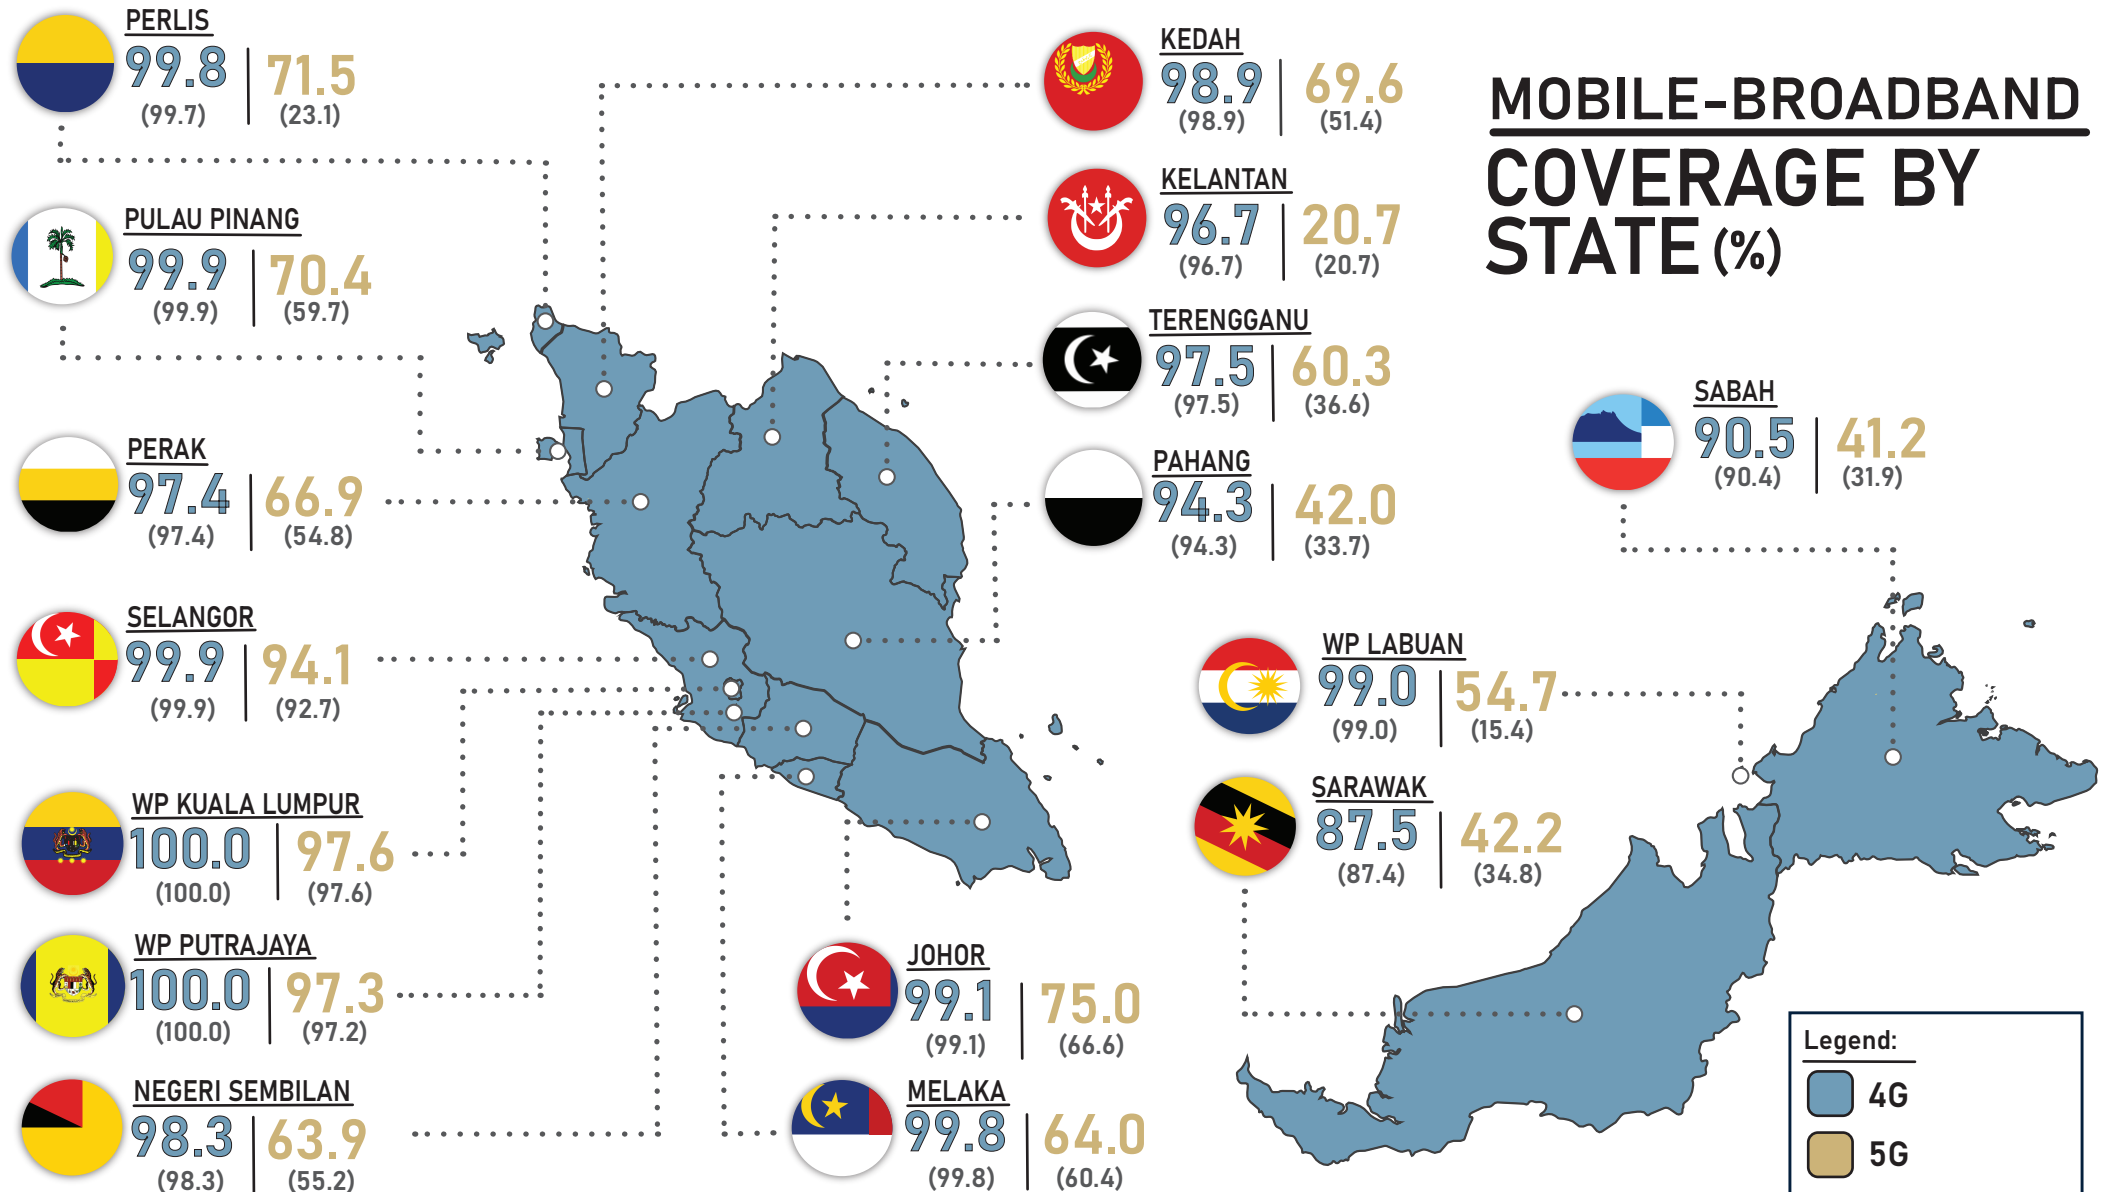 MOBILE-BROADBAND
COVERAGE BY
STATE (%)
PERLIS
99.8 71.5
(99.7) (23.1)
PULAU PINANG
99.9 70.4
(99.9) (59.7)
PERAK
97.4 66.9
(97.4) (54.8)
SELANGOR
99.9 94.1
(99.9) (92.7)
WP KUALA LUMPUR
100.0 97.6
(100.0) (97.6)
WP PUTRAJAYA
100.0 97.3
(100.0) (97.2)
NEGERI SEMBILAN
98.3 63.9
(98.3) (55.2)
KEDAH
98.9 69.6
(98.9) (51.4)
KELANTAN
96.7 20.7
(96.7) (20.7)
TERENGGANU
97.5 60.3
(97.5) (36.6)
PAHANG
94.3 42.0
(94.3) (33.7)
JOHOR
99.1 75.0
(99.1) (66.6)
MELAKA
99.8 64.0
(99.8) (60.4)
SABAH
90.5 41.2
(90.4) (31.9)
WP LABUAN
99.0 54.7
(99.0) (15.4)
SARAWAK
87.5 42.2
(87.4) (34.8)
Legend:
4G
5G